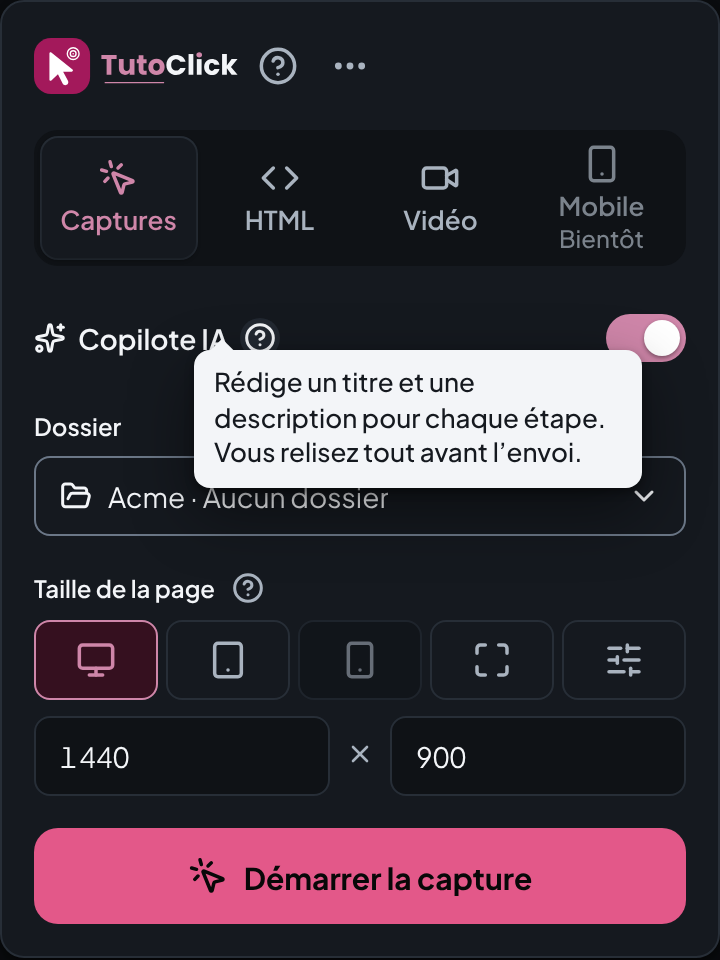 TutoClick
Captures
HTML
Vidéo
Mobile
Bientôt
Copilote IA
Rédige un titre et une
description pour chaque étape.
Vous relisez tout avant l’envoi.
Dossier
Acme · Aucun dossier
Taille de la page
1440
×
900
Démarrer la capture